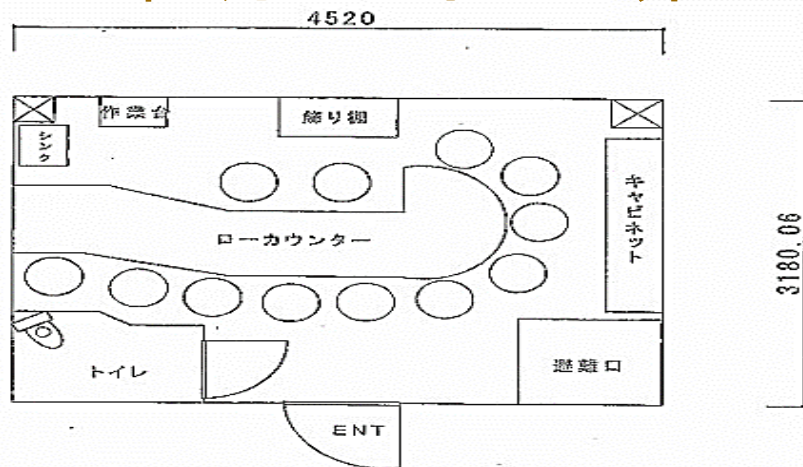 4520
作業台
飾り棚
シンク
キャビネット
ローカウンター
3180.06
トイレ
避難口
ENT